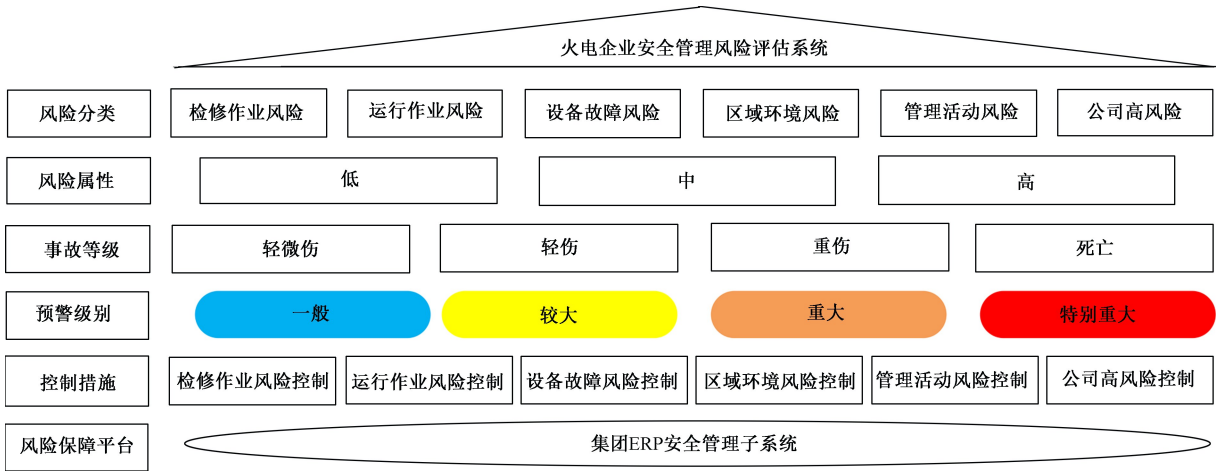 火电企业安全管理风险评估系统
风险分类 检修作业风险 运行作业风险 设备故障风险 区域环境风险 管理活动风险 公司高风险
风险属性 低 中 高
事故等级 轻微伤 轻伤 重伤 死亡
预警级别 一般 较大 重大 特别重大
控制措施 检修作业风险控制 运行作业风险控制 设备故障风险控制 区域环境风险控制 管理活动风险控制 公司高风险控制
风险保障平台 集团ERP安全管理子系统